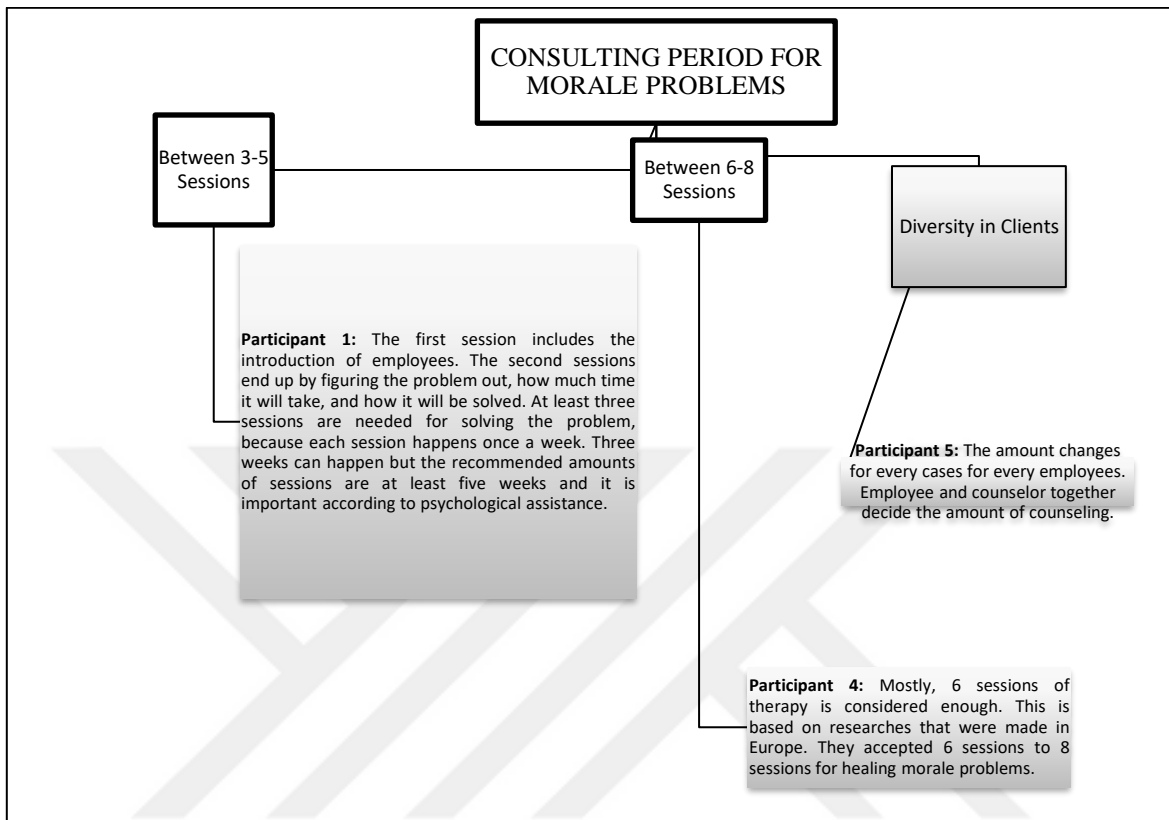 CONSULTING PERIOD FOR
MORALE PROBLEMS
Between 3-5
Sessions
Between 6-8
Sessions
Diversity in Clients
Participant 1: The first session includes the
introduction of employees. The second sessions
end up by figuring the problem out, how much time
it will take, and how it will be solved. At least three
sessions are needed for solving the problem,
because each session happens once a week. Three
weeks can happen but the recommended amounts
of sessions are at least five weeks and it is
important according to psychological assistance.
Participant 5: The amount changes
for every cases for every employees.
Employee and counselor together
decide the amount of counseling.
Participant 4: Mostly, 6 sessions of
therapy is considered enough. This is
based on researches that were made in
Europe. They accepted 6 sessions to 8
sessions for healing morale problems.